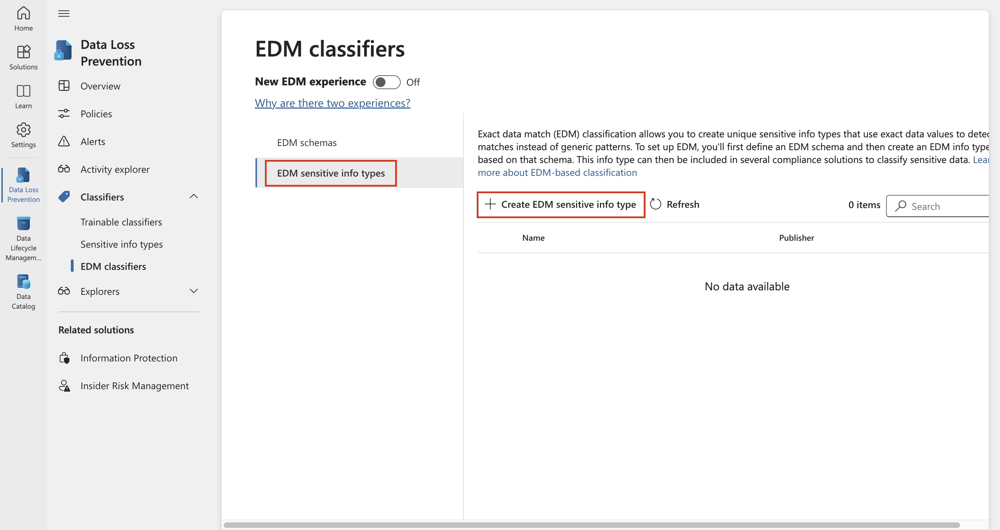 Home
Solutions
Learn
Settings
Data Loss
Prevention
Data
Lifecycle
Managem...
Data
Catalog
Data Loss
Prevention
Overview
Policies
Alerts
Activity explorer
Classifiers
Trainable classifiers
Sensitive info types
EDM classifiers
Explorers
Related solutions
Information Protection
Insider Risk Management
EDM classifiers
New EDM experience Off
Why are there two experiences?
EDM schemas
EDM sensitive info types
Exact data match (EDM) classification allows you to create unique sensitive info types that use exact data values to detec
matches instead of generic patterns. To set up EDM, you'll first define an EDM schema and then create an EDM info type
based on that schema. This info type can then be included in several compliance solutions to classify sensitive data. Lear
more about EDM-based classification
Create EDM sensitive info type Refresh 0 items Search
Name Publisher
No data available